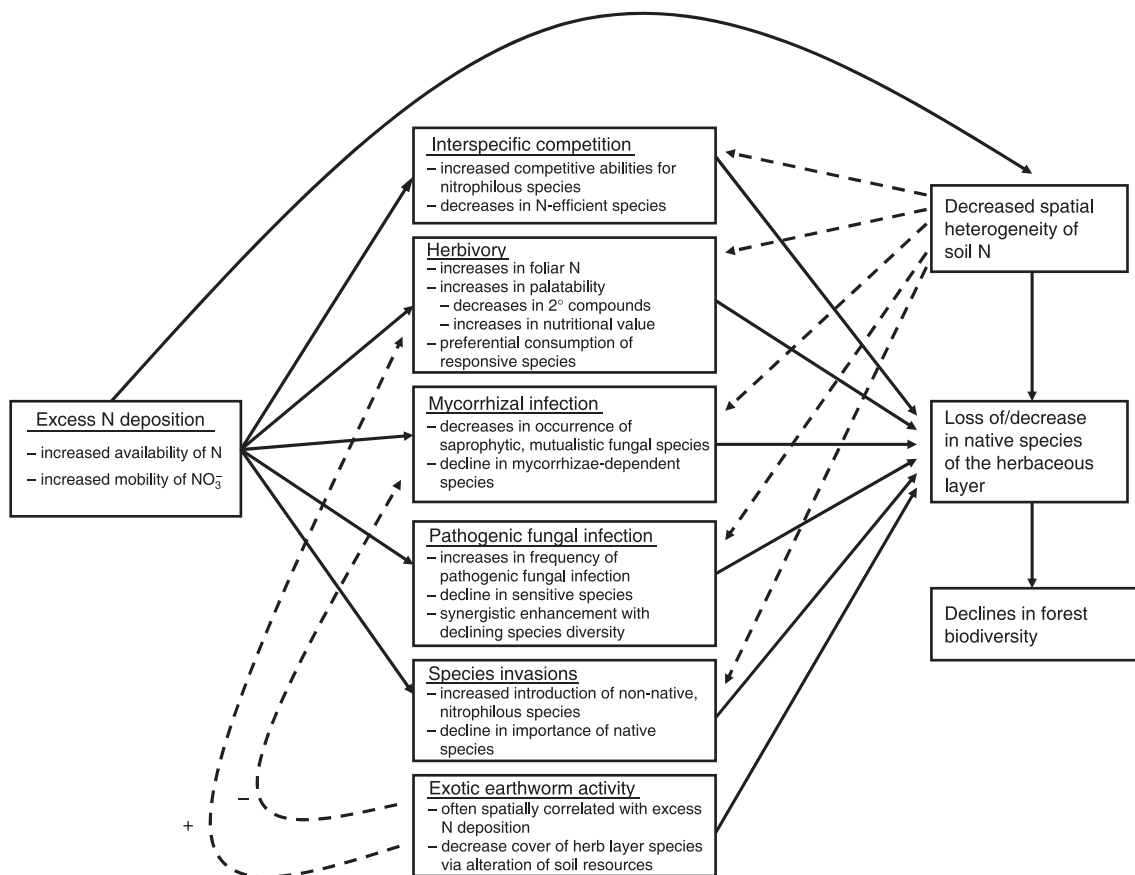 Interspecific competition
– increased competitive abilities for
nitrophilous species
– decreases in N-efficient species
Herbivory
– increases in foliar N
– increases in palatability
– decreases in 2° compounds
– increases in nutritional value
– preferential consumption of
responsive species
Mycorrhizal infection
– decreases in occurrence of
saprophytic, mutualistic fungal species
– decline in mycorrhizae-dependent
species
Pathogenic fungal infection
– increases in frequency of
pathogenic fungal infection
– decline in sensitive species
– synergistic enhancement with
declining species diversity
Species invasions
– increased introduction of non-native,
nitrophilous species
– decline in importance of native
species
Exotic earthworm activity
– often spatially correlated with excess
N deposition
– decrease cover of herb layer species
via alteration of soil resources
Excess N deposition
– increased availability of N
– increased mobility of NO₃⁻
–
+
Decreased spatial
heterogeneity of
soil N
Loss of/decrease
in native species
of the herbaceous
layer
Declines in forest
biodiversity